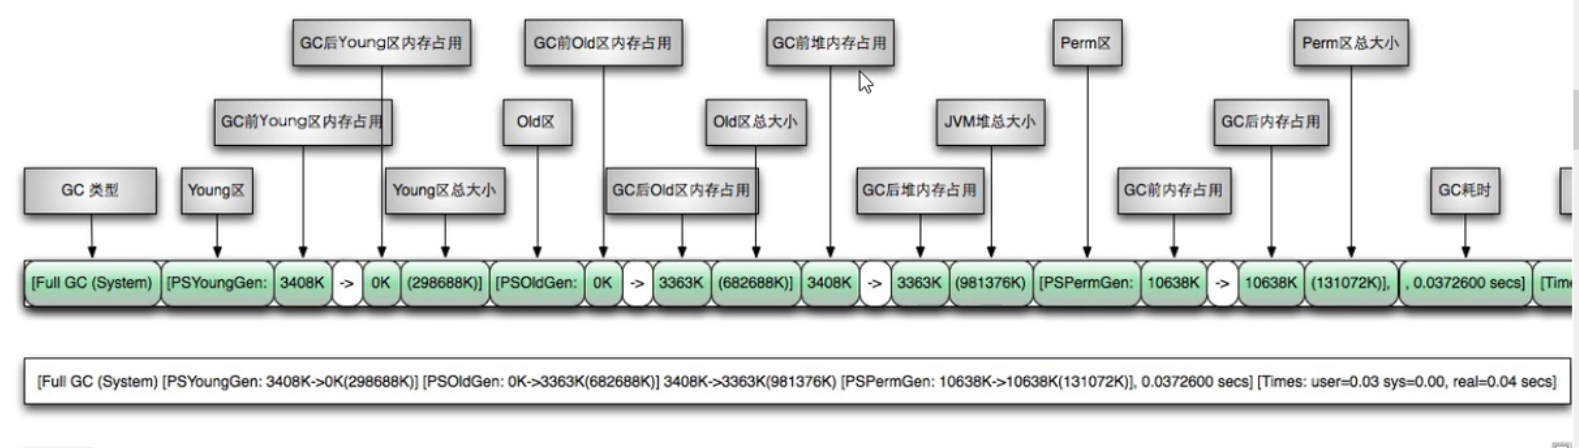 GC后Young区内存占用 GC前Old区内存占用 GC前堆内存占用 Perm区 Perm区总大小
GC前Young区内存占用 Old区 Old区总大小 JVM堆总大小 GC后内存占用
GC 类型 Young区 Young区总大小 GC后Old区内存占用 GC后堆内存占用 GC前内存占用 GC耗时
[Full GC (System) [PSYoungGen: 3408K -> 0K (298688K)] [PSOldGen: 0K -> 3363K (682688K)] 3408K -> 3363K (981376K) [PSPermGen: 10638K -> 10638K (131072K)], , 0.0372600 secs]
[Full GC (System) [PSYoungGen: 3408K->0K(298688K)] [PSOldGen: 0K->3363K(682688K)] 3408K->3363K(981376K) [PSPermGen: 10638K->10638K(131072K)], 0.0372600 secs] [Times: user=0.03 sys=0.00, real=0.04 secs]